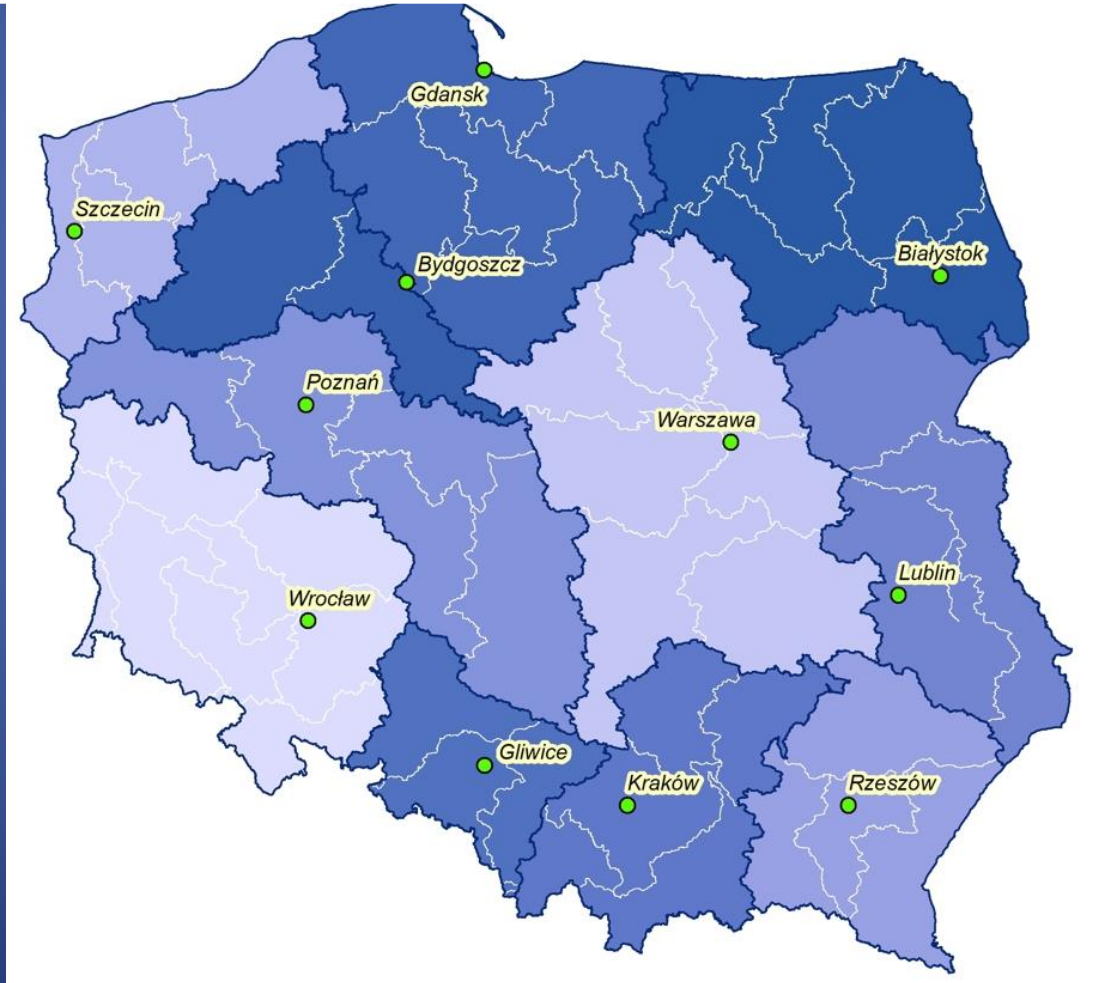 Gdansk
Szczecin
Białystok
Bydgoszcz
Poznań
Warszawa
Lublin
Wrocław
Gliwice
Kraków
Rzeszów